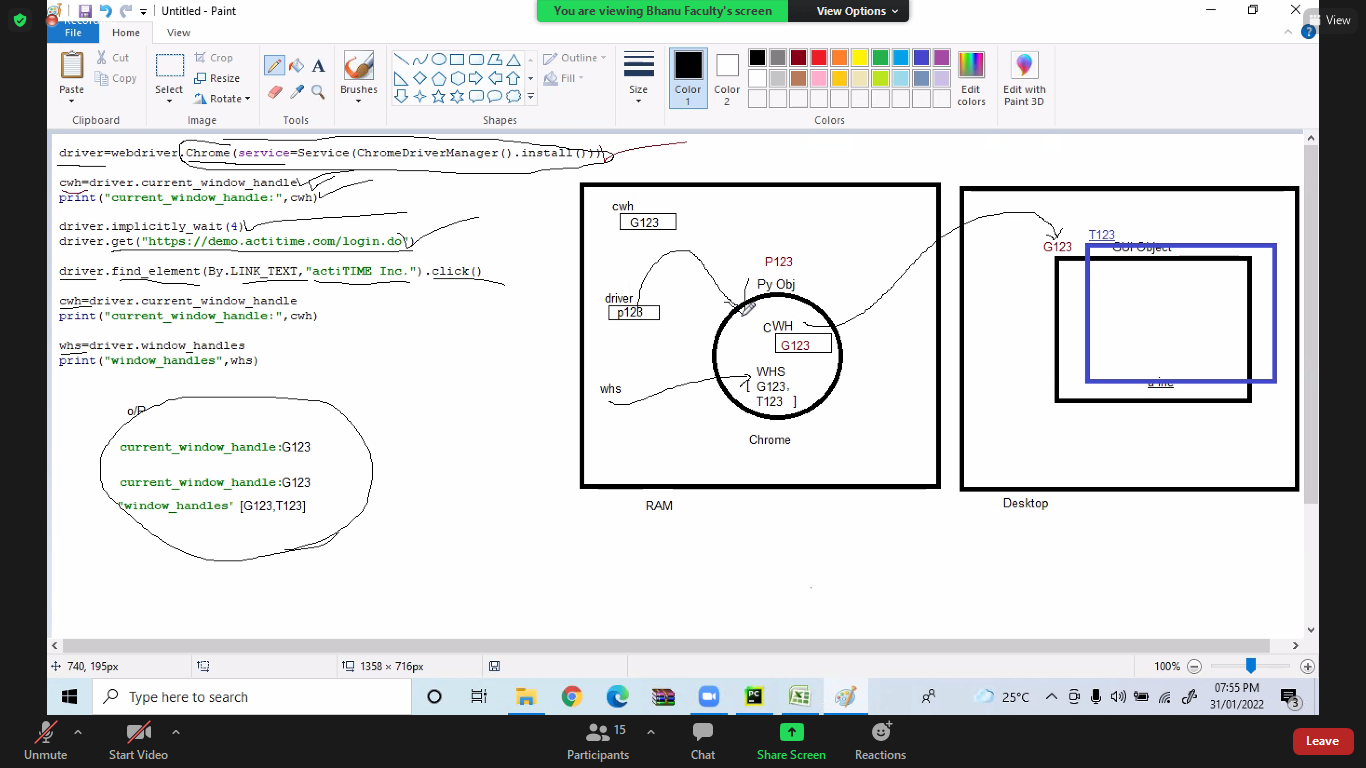 You are viewing Bhanu Faculty's screen
View Options
View
Untitled - Paint
Record
File
Home
View
Paste
Cut
Copy
Clipboard
Select
Crop
Resize
Rotate
Image
A
Tools
Brushes
Outline
Fill
Shapes
Size
Color
1
Color
2
Edit
colors
Colors
Edit with
Paint 3D
driver=webdriver.Chrome(service=Service(ChromeDriverManager().install()))
cwh=driver.current_window_handle
print("current_window_handle:",cwh)
driver.implicitly_wait(4)
driver.get("https://demo.actitime.com/login.do")
driver.find_element(By.LINK_TEXT,"actiTIME Inc.").click()
cwh=driver.current_window_handle
print("current_window_handle:",cwh)
whs=driver.window_handles
print("window_handles",whs)
o/P
current_window_handle:G123
current_window_handle:G123
"window_handles" [G123,T123]
cwh
G123
driver
p123
whs
P123
Py Obj
CWH
G123
WHS
[ G123,
T123 ]
Chrome
RAM
G123
T123
GUI Object
a inc
Desktop
740, 195px
1358 × 716px
100%
Type here to search
25°C
07:55 PM
31/01/2022
3
Unmute
Start Video
Participants
15
Chat
Share Screen
Reactions
Leave